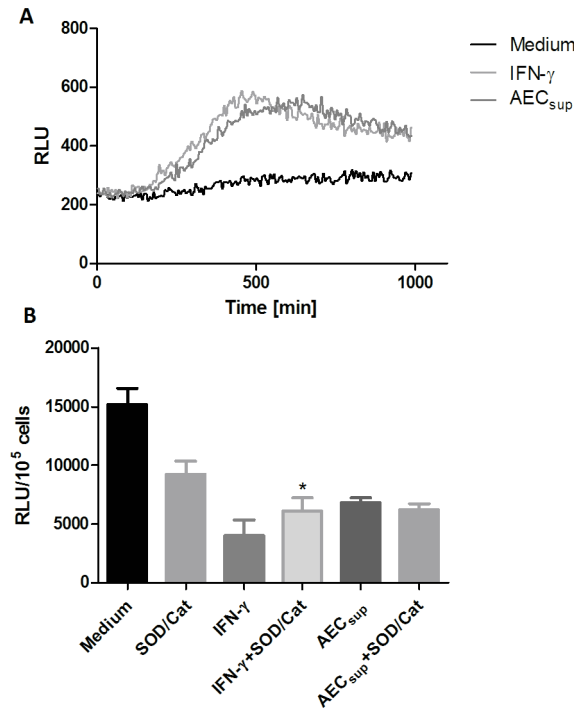 A
800
600
400
200
0
RLU
0
500
1000
Time [min]
Medium
IFN-γ
AECsup
B
20000
15000
10000
5000
0
RLU/10⁵ cells
*
Medium
SOD/Cat
IFN-γ
IFN-γ+SOD/Cat
AECsup
AECsup+SOD/Cat